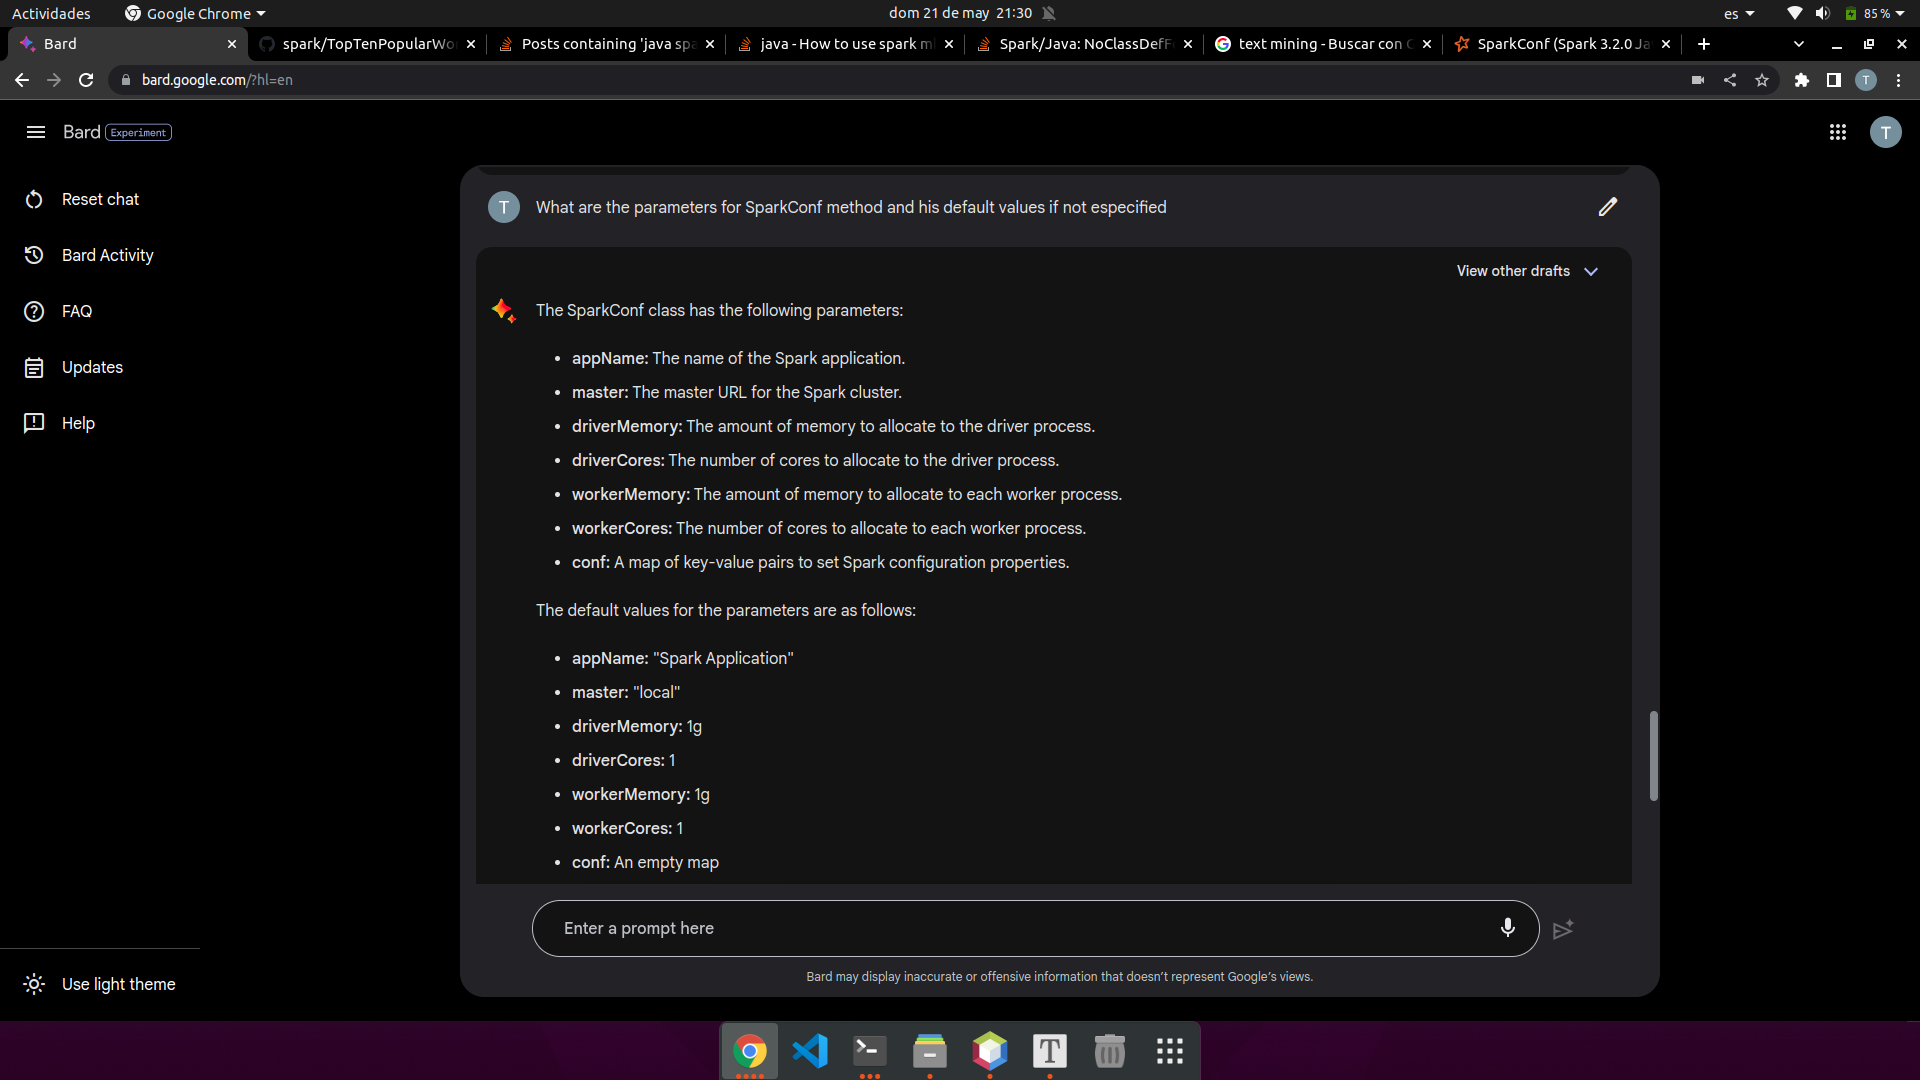 Actividades Google Chrome dom 21 de may 21:30 es 85 %
Bard spark/TopTenPopularWo Posts containing 'java spa java - How to use spark ml Spark/Java: NoClassDefF text mining - Buscar con G SparkConf (Spark 3.2.0 Ja
bard.google.com/?hl=en T
Bard Experiment T
Reset chat
Bard Activity
FAQ
Updates
Help
Use light theme
T What are the parameters for SparkConf method and his default values if not especified
View other drafts
The SparkConf class has the following parameters:
• appName: The name of the Spark application.
• master: The master URL for the Spark cluster.
• driverMemory: The amount of memory to allocate to the driver process.
• driverCores: The number of cores to allocate to the driver process.
• workerMemory: The amount of memory to allocate to each worker process.
• workerCores: The number of cores to allocate to each worker process.
• conf: A map of key-value pairs to set Spark configuration properties.
The default values for the parameters are as follows:
• appName: "Spark Application"
• master: "local"
• driverMemory: 1g
• driverCores: 1
• workerMemory: 1g
• workerCores: 1
• conf: An empty map
Enter a prompt here
Bard may display inaccurate or offensive information that doesn't represent Google's views.
T